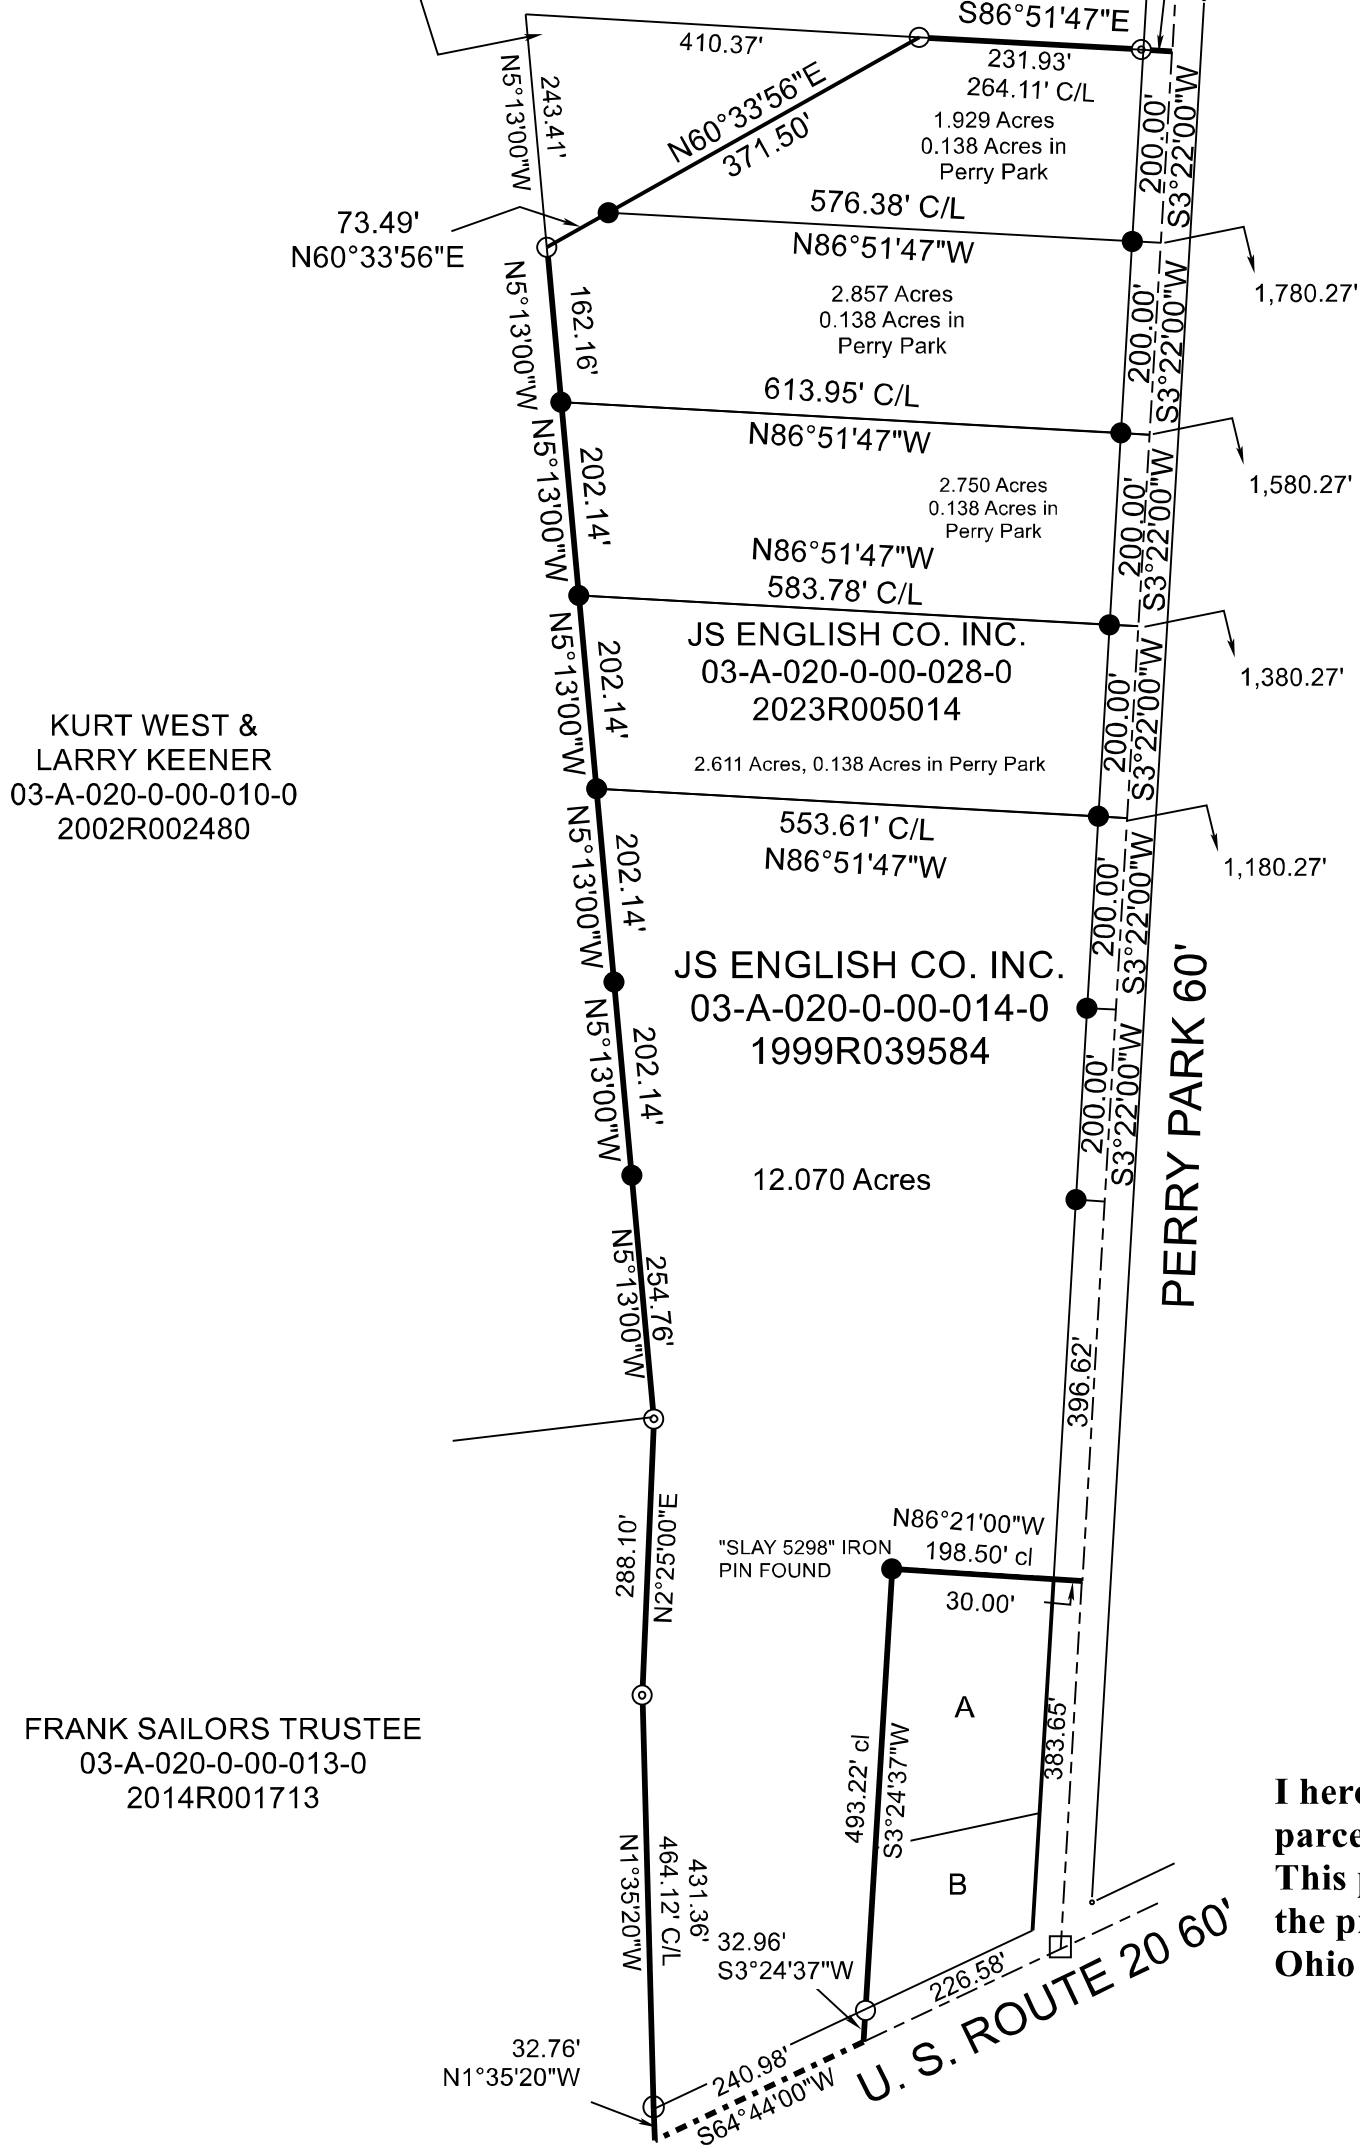 S86°51'47"E
410.37'
231.93'
264.11' C/L
N5°13'00"W
243.41'
N60°33'56"E
371.50'
1.929 Acres
0.138 Acres in
Perry Park
200.00'
S3°22'00"W
576.38' C/L
N86°51'47"W
73.49'
N60°33'56"E
1,780.27'
N5°13'00"W
162.16'
2.857 Acres
0.138 Acres in
Perry Park
200.00'
S3°22'00"W
613.95' C/L
N86°51'47"W
1,580.27'
N5°13'00"W
202.14'
2.750 Acres
0.138 Acres in
Perry Park
200.00'
S3°22'00"W
N86°51'47"W
583.78' C/L
1,380.27'
JS ENGLISH CO. INC.
03-A-020-0-00-028-0
2023R005014
N5°13'00"W
202.14'
2.611 Acres, 0.138 Acres in Perry Park
200.00'
S3°22'00"W
KURT WEST &
LARRY KEENER
03-A-020-0-00-010-0
2002R002480
553.61' C/L
N86°51'47"W
1,180.27'
N5°13'00"W
202.14'
200.00'
S3°22'00"W
JS ENGLISH CO. INC.
03-A-020-0-00-014-0
1999R039584
N5°13'00"W
202.14'
200.00'
S3°22'00"W
PERRY PARK 60'
12.070 Acres
N5°13'00"W
254.76'
396.62'
288.10'
N2°25'00"E
"SLAY 5298" IRON
PIN FOUND
N86°21'00"W
198.50' cl
30.00'
A
383.65'
493.22' cl
S3°24'37"W
B
FRANK SAILORS TRUSTEE
03-A-020-0-00-013-0
2014R001713
N1°35'20"W
464.12' C/L
431.36'
32.96'
S3°24'37"W
226.58'
U. S. ROUTE 20 60'
32.76'
N1°35'20"W
240.98'
S64°44'00"W
I here
parce
This p
the pr
Ohio